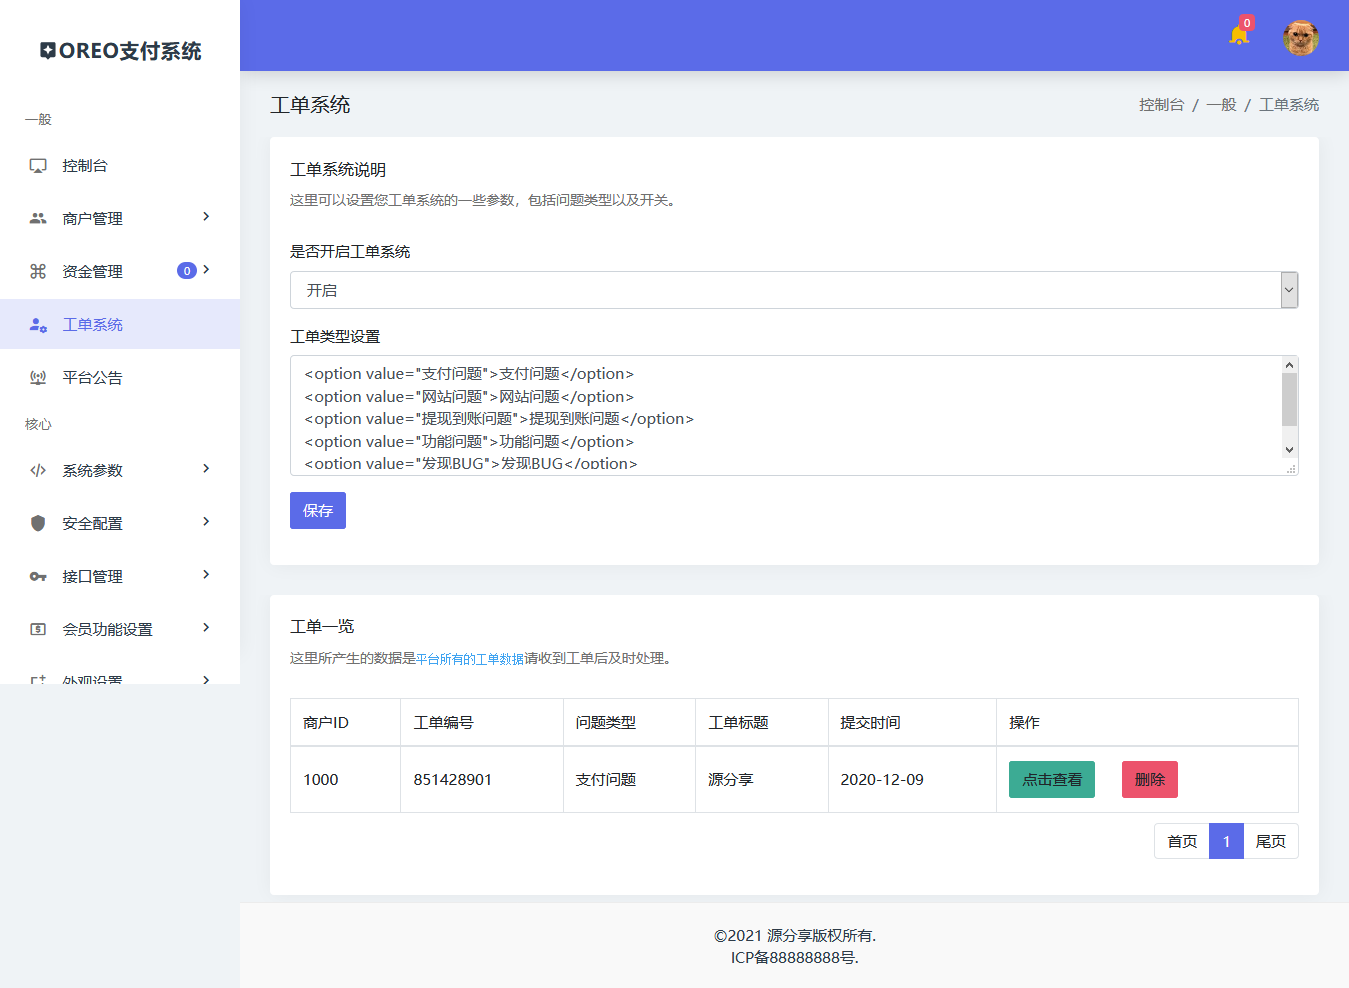 OREO支付系统
0
一般
控制台
商户管理
资金管理 0
工单系统
平台公告
核心
系统参数
安全配置
接口管理
会员功能设置
外观设置
工单系统
控制台 / 一般 / 工单系统
工单系统说明
这里可以设置您工单系统的一些参数，包括问题类型以及开关。
是否开启工单系统
开启
工单类型设置
<option value="支付问题">支付问题</option>
<option value="网站问题">网站问题</option>
<option value="提现到账问题">提现到账问题</option>
<option value="功能问题">功能问题</option>
<option value="发现BUG">发现BUG</option>
保存
工单一览
这里所产生的数据是平台所有的工单数据请收到工单后及时处理。
商户ID 工单编号 问题类型 工单标题 提交时间 操作
1000 851428901 支付问题 源分享 2020-12-09 点击查看 删除
首页 1 尾页
©2021 源分享版权所有.
ICP备88888888号.